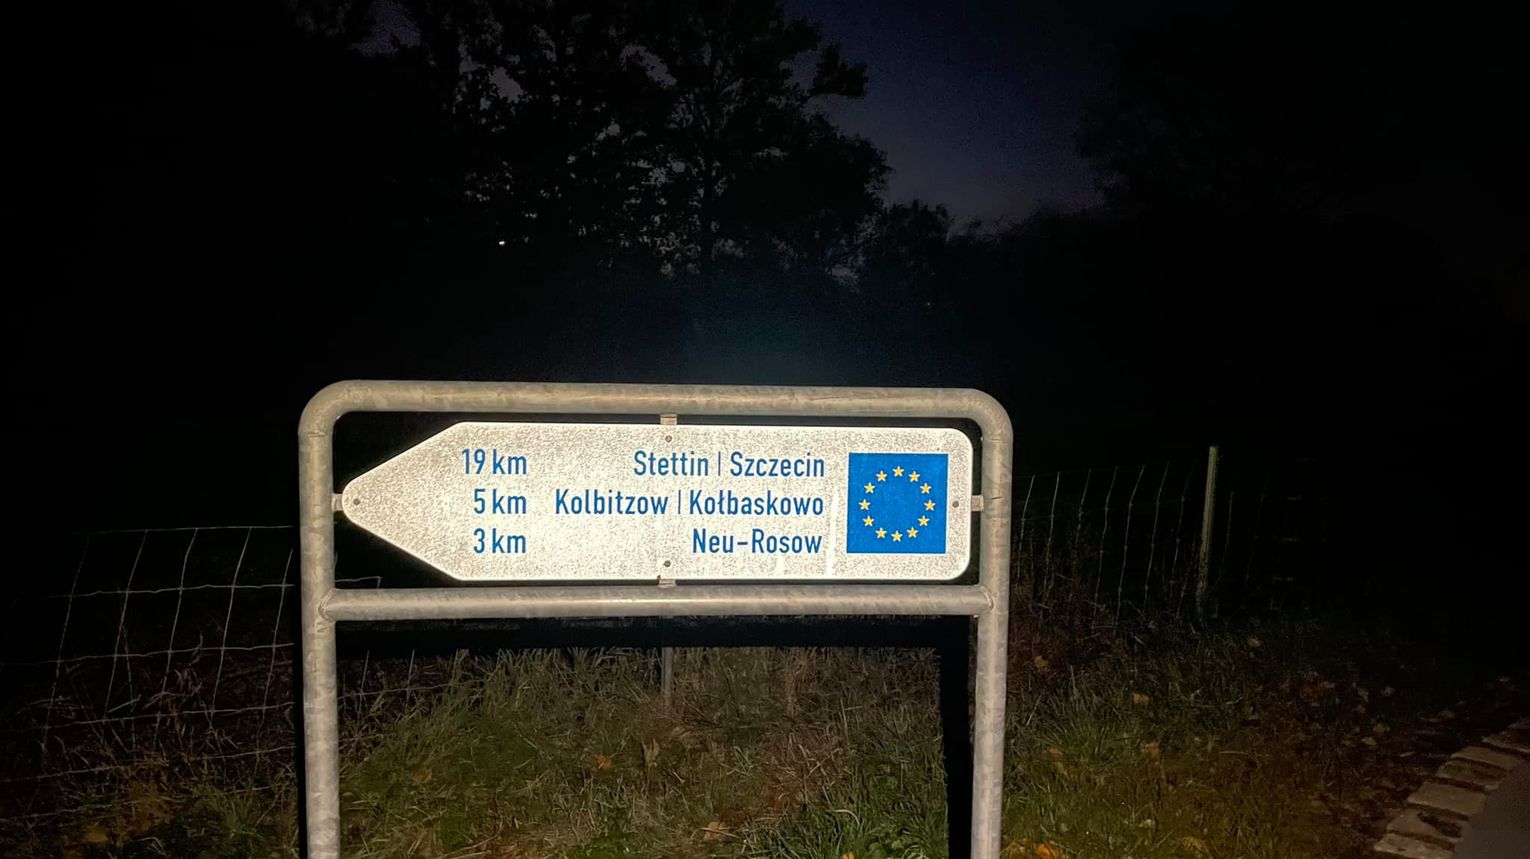 19 km Stettin | Szczecin
5 km Kolbitzow | Kołbaskowo
3 km Neu-Rosow